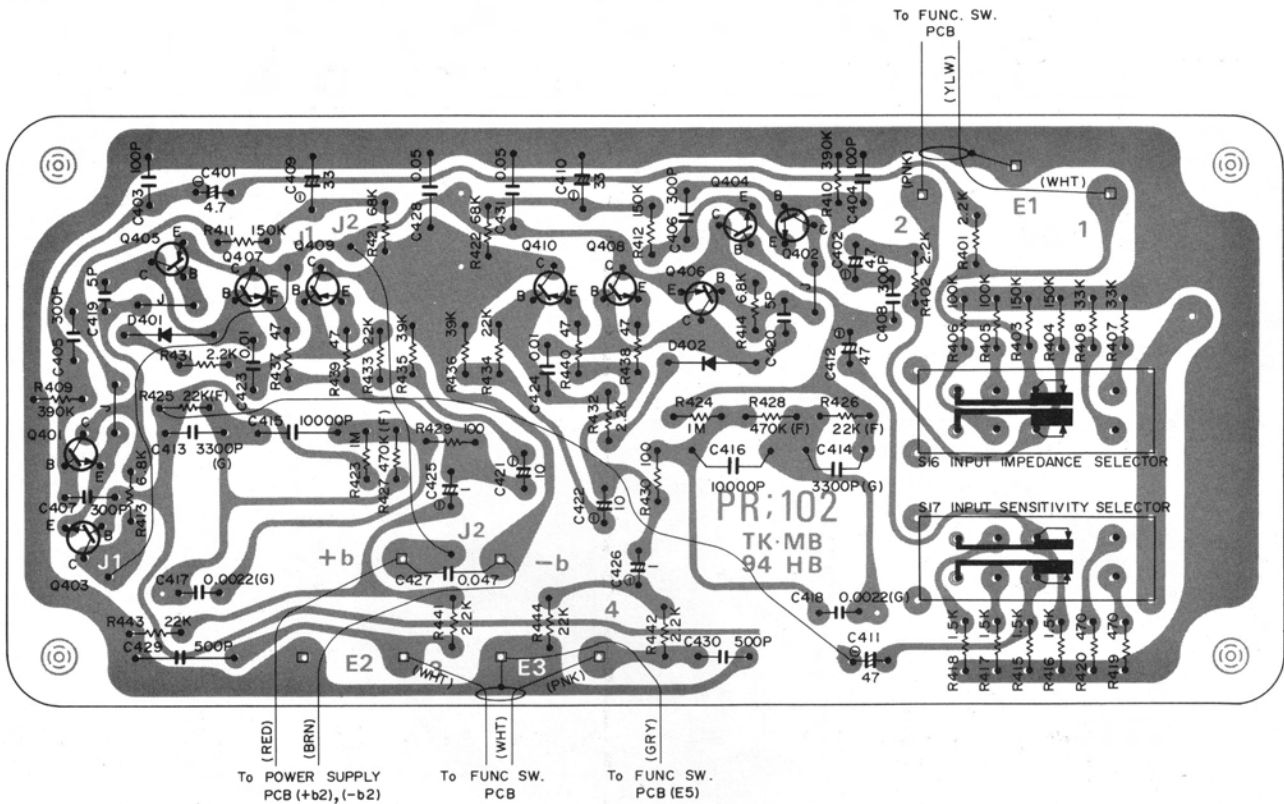 To FUNC. SW.
PCB
(YLW)
(PNK)
(WHT)
100P
C403
C401
4.7
C409
33
0.05
C428
0.05
C431
C410
33
300P
C406
Q404
E
B
C
E
B
C
Q402
390K
R410
100P
C404
2
2.2K
R401
E1
1
Q405
E
C
B
R411
150K
J1
Q409
J2
R421
68K
R422
68K
Q410
Q408
R412
150K
C402
4.7
2.2K
R402
Q407
C
B
E
C
B
E
C
B
E
C
B
E
Q406
E
B
C
6.8K
R414
5P
C420
J
300P
C408
C412
47
300P
C405
5P
C419
J
D401
R431
2.2K
0.01
C423
47
R437
47
R439
22K
R433
39K
R435
39K
R436
22K
R434
0.01
C424
47
R440
47
R438
D402
100K
R406
100K
R405
150K
R403
150K
R404
33K
R408
33K
R407
R409
390K
J
R425
22K(F)
C415
10000P
C413
3300P
(G)
1M
R423
470K(F)
R427
R429
100
R432
2.2K
R424
1M
R428
470K(F)
R426
22K(F)
C416
10000P
C414
3300P(G)
S16 INPUT IMPEDANCE SELECTOR
Q401
C
B
E
6.8K
R413
C407
300P
E
B
C
Q403
J1
C425
1
C421
10
C422
10
100
R430
PR;102
TK·MB
94 HB
S17 INPUT SENSITIVITY SELECTOR
+b
J2
-b
C427
0.047
C426
1
C417
0.0022(G)
C418
0.0022(G)
4
R443
22K
C429
500P
R441
2.2K
R444
22K
R442
2.2K
C430
500P
C411
47
1.5K
R418
1.5K
R417
1.5K
R415
1.5K
R416
470
R420
470
R419
E2
(WHT)
E3
(PNK)
(RED)
(BRN)
(WHT)
(GRY)
To POWER SUPPLY
PCB (+b2),(-b2)
To FUNC SW.
PCB
To FUNC SW.
PCB (E5)